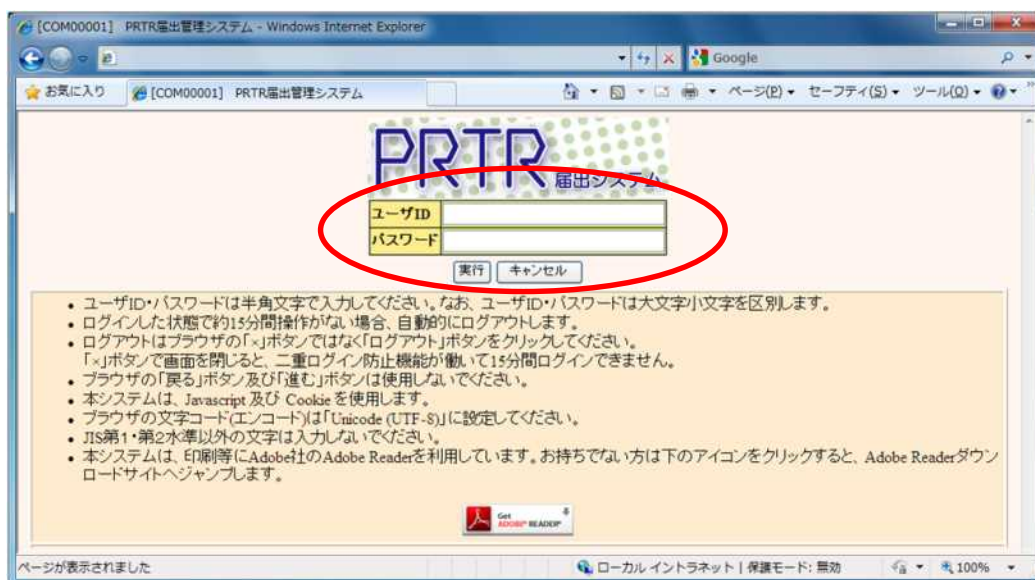 [COM00001] PRTR届出管理システム - Windows Internet Explorer
Google
お気に入り
[COM00001] PRTR届出管理システム
ページ(P)
セーフティ(S)
ツール(O)
PRTR
届出システム
ユーザID
パスワード
実行
キャンセル
• ユーザID・パスワードは半角文字で入力してください。なお、ユーザID・パスワードは大文字小文字を区別します。
• ログインした状態で約15分間操作がない場合、自動的にログアウトします。
• ログアウトはブラウザの「×」ボタンではなく「ログアウト」ボタンをクリックしてください。
「×」ボタンで画面を閉じると、二重ログイン防止機能が働いて15分間ログインできません。
• ブラウザの「戻る」ボタン及び「進む」ボタンは使用しないでください。
• 本システムは、Javascript 及び Cookie を使用します。
• ブラウザの文字コード(エンコード)は「Unicode (UTF-8)」に設定してください。
• JIS第1・第2水準以外の文字は入力しないでください。
• 本システムは、印刷等にAdobe社のAdobe Readerを利用しています。お持ちでない方は下のアイコンをクリックすると、Adobe Readerダウン
ロードサイトへジャンプします。
Get
ADOBE® READER®
ページが表示されました
ローカル イントラネット | 保護モード: 無効
100%